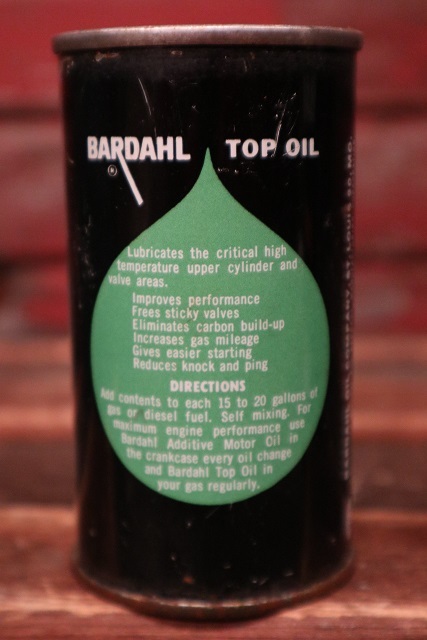 BARDAHL TOP OIL
®
Lubricates the critical high
temperature upper cylinder and
valve areas.
Improves performance
Frees sticky valves
Eliminates carbon build-up
Increases gas mileage
Gives easier starting
Reduces knock and ping
DIRECTIONS
Add contents to each 15 to 20 gallons of
gas or diesel fuel. Self mixing. For
maximum engine performance use
Bardahl Additive Motor Oil in
the crankcase every oil change
and Bardahl Top Oil in
your gas regularly.